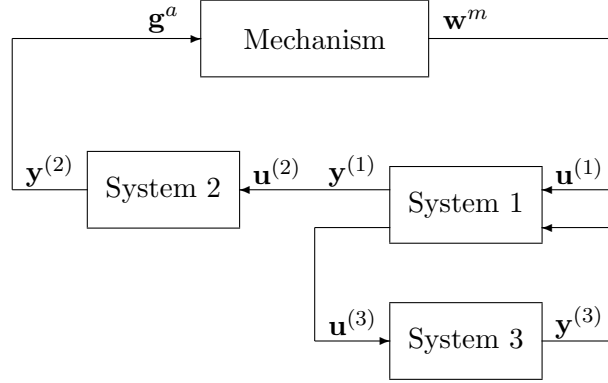 g^a Mechanism w^m
y^(2) System 2 u^(2) y^(1) System 1 u^(1)
u^(3) System 3 y^(3)